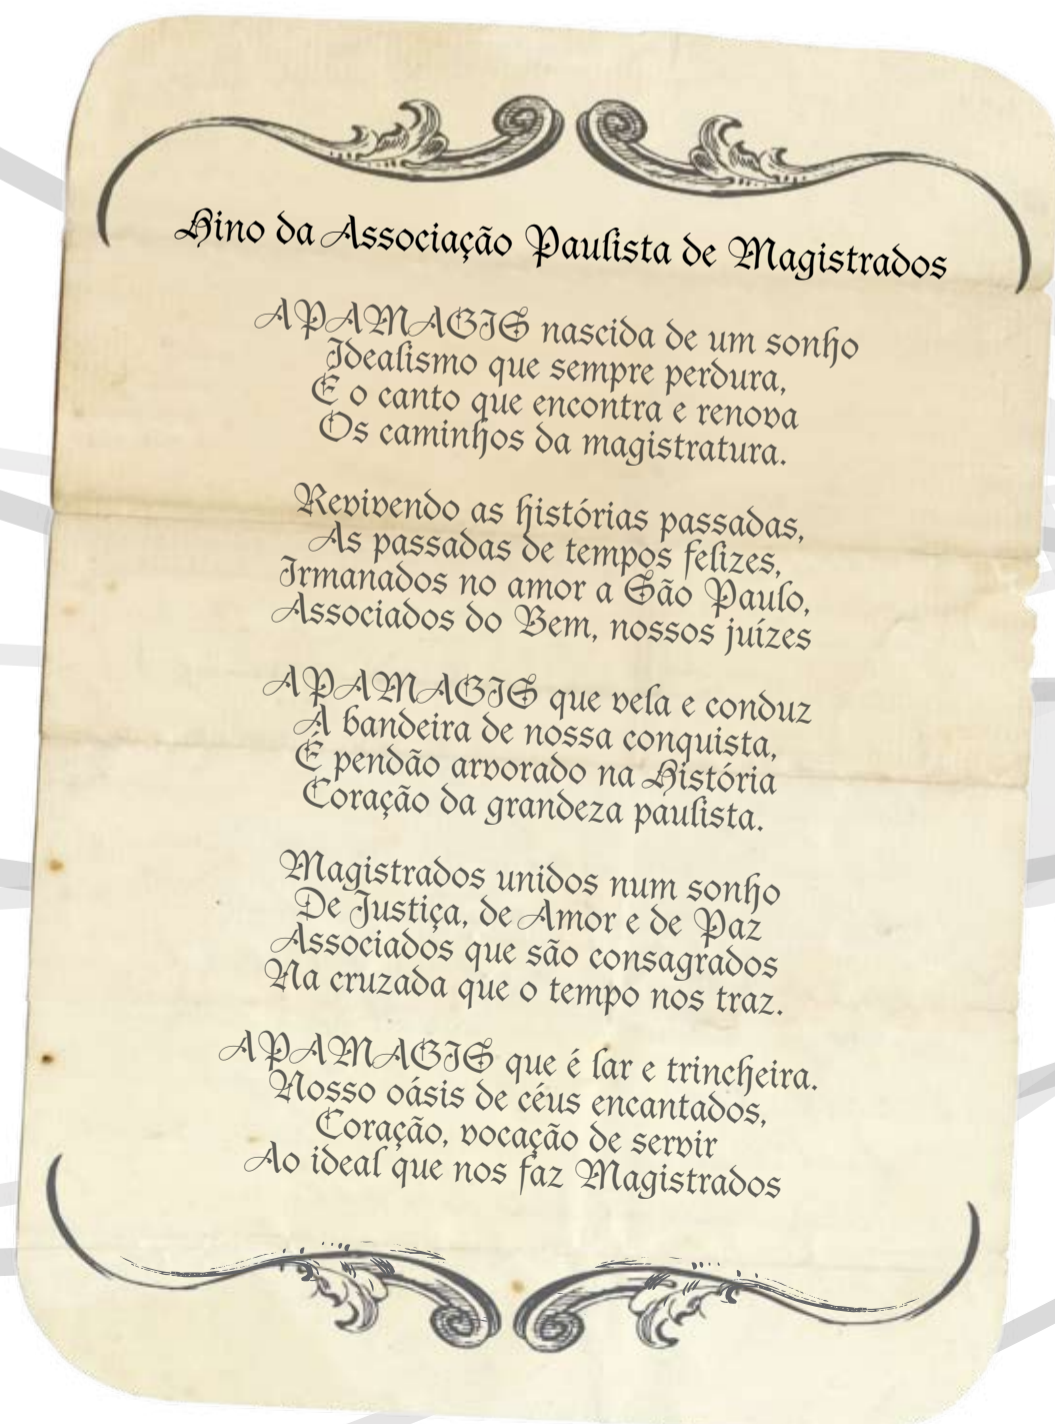 Hino da Associação Paulista de Magistrados
APAMAGIS nascida de um sonho
Idealismo que sempre perdura,
É o canto que encontra e renova
Os caminhos da magistratura.
Revivendo as histórias passadas,
As passadas de tempos felizes,
Irmanados no amor a São Paulo,
Associados do Bem, nossos juízes
APAMAGIS que vela e conduz
A bandeira de nossa conquista,
É pendão arvorado na História
Coração da grandeza paulista.
Magistrados unidos num sonho
De Justiça, de Amor e de Paz
Associados que são consagrados
Na cruzada que o tempo nos traz.
APAMAGIS que é lar e trincheira.
Nosso oásis de céus encantados,
Coração, vocação de servir
Ao ideal que nos faz Magistrados